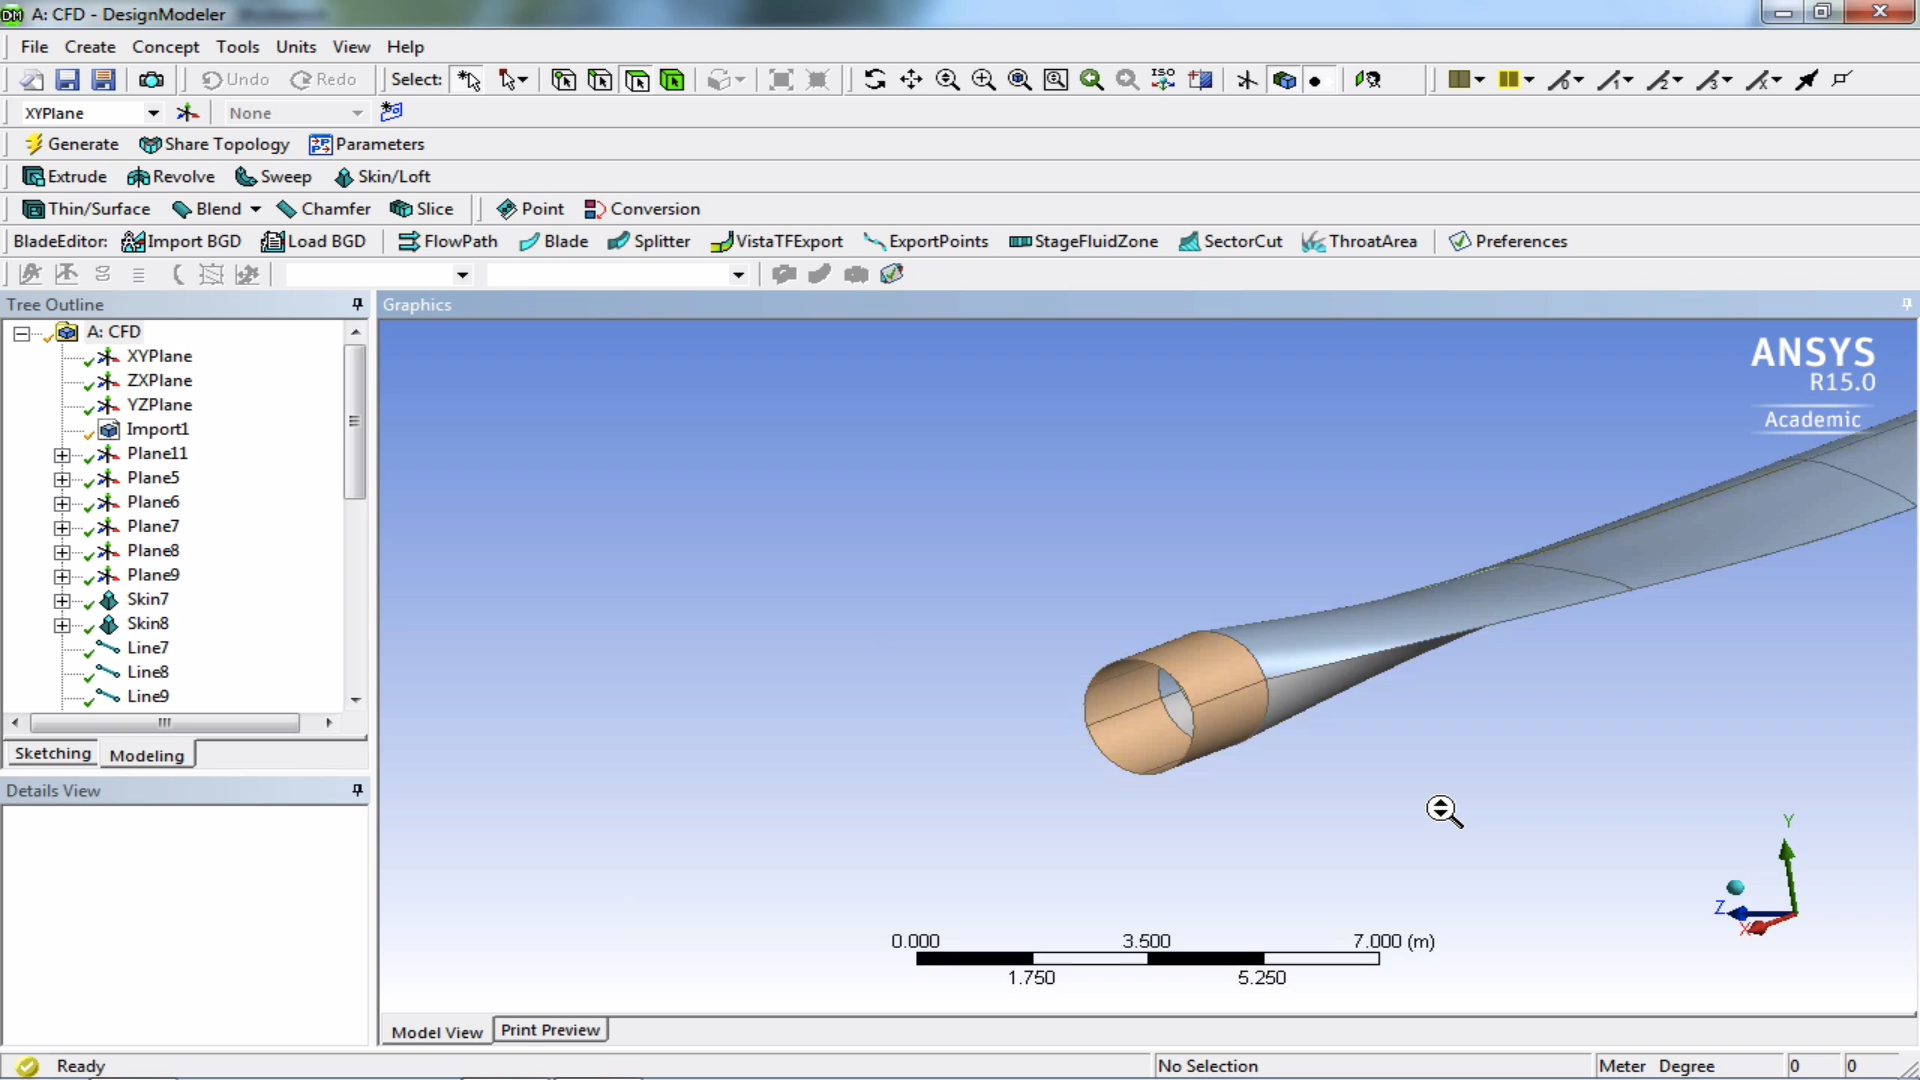 A: CFD - DesignModeler
File Create Concept Tools Units View Help
Undo Redo Select: ISO
XYPlane None
Generate Share Topology Parameters
Extrude Revolve Sweep Skin/Loft
Thin/Surface Blend Chamfer Slice Point Conversion
BladeEditor: Import BGD Load BGD FlowPath Blade Splitter VistaTFExport ExportPoints StageFluidZone SectorCut ThroatArea Preferences
Tree Outline
Graphics
A: CFD
XYPlane
ZXPlane
YZPlane
Import1
Plane11
Plane5
Plane6
Plane7
Plane8
Plane9
Skin7
Skin8
Line7
Line8
Line9
Sketching Modeling
Details View
ANSYS
R15.0
Academic
Y
Z
X
0.000 3.500 7.000 (m)
1.750 5.250
Model View Print Preview
Ready No Selection Meter Degree 0 0